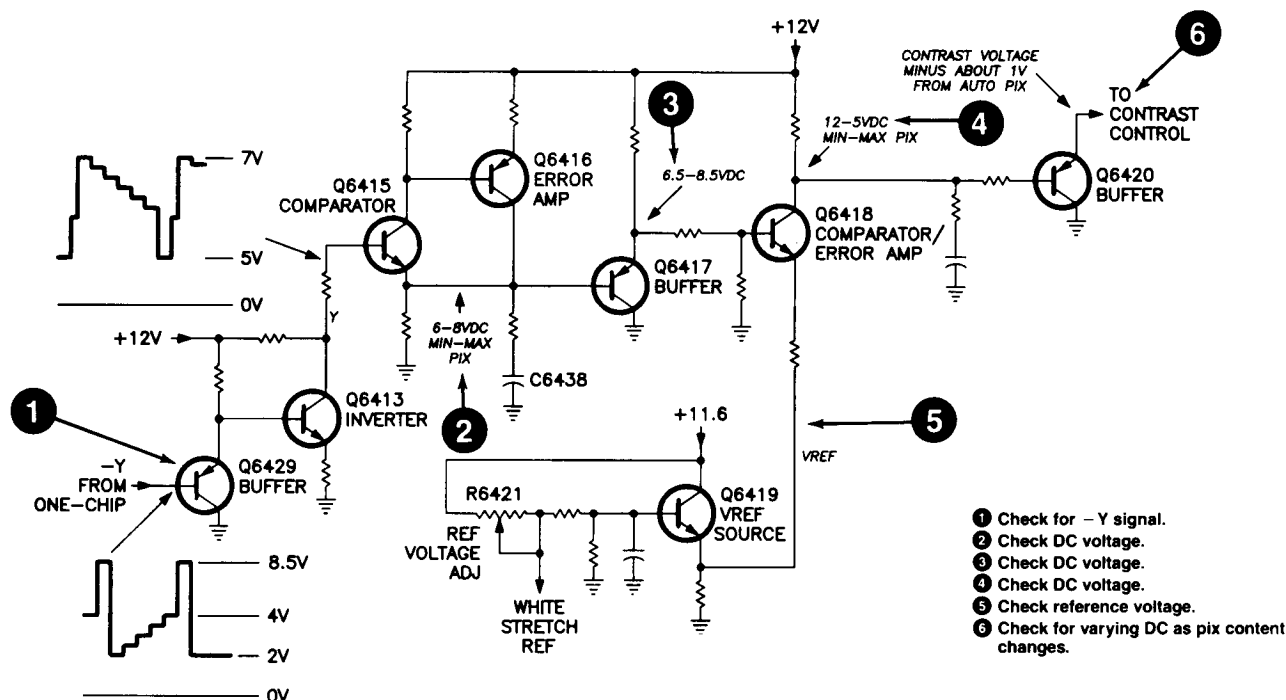 +12V
6
CONTRAST VOLTAGE
MINUS ABOUT 1V
FROM AUTO PIX
TO
CONTRAST
CONTROL
3
12-5VDC
MIN-MAX PIX
4
7V
5V
0V
Q6415
COMPARATOR
Q6416
ERROR
AMP
6.5-8.5VDC
Q6420
BUFFER
Q6418
COMPARATOR/
ERROR AMP
Q6417
BUFFER
Y
+12V
6-8VDC
MIN-MAX
PIX
C6438
Q6413
INVERTER
1
2
+11.6
5
VREF
-Y
FROM
ONE-CHIP
Q6429
BUFFER
R6421
REF
VOLTAGE
ADJ
Q6419
VREF
SOURCE
WHITE
STRETCH
REF
8.5V
4V
2V
0V
1 Check for -Y signal.
2 Check DC voltage.
3 Check DC voltage.
4 Check DC voltage.
5 Check reference voltage.
6 Check for varying DC as pix content
changes.